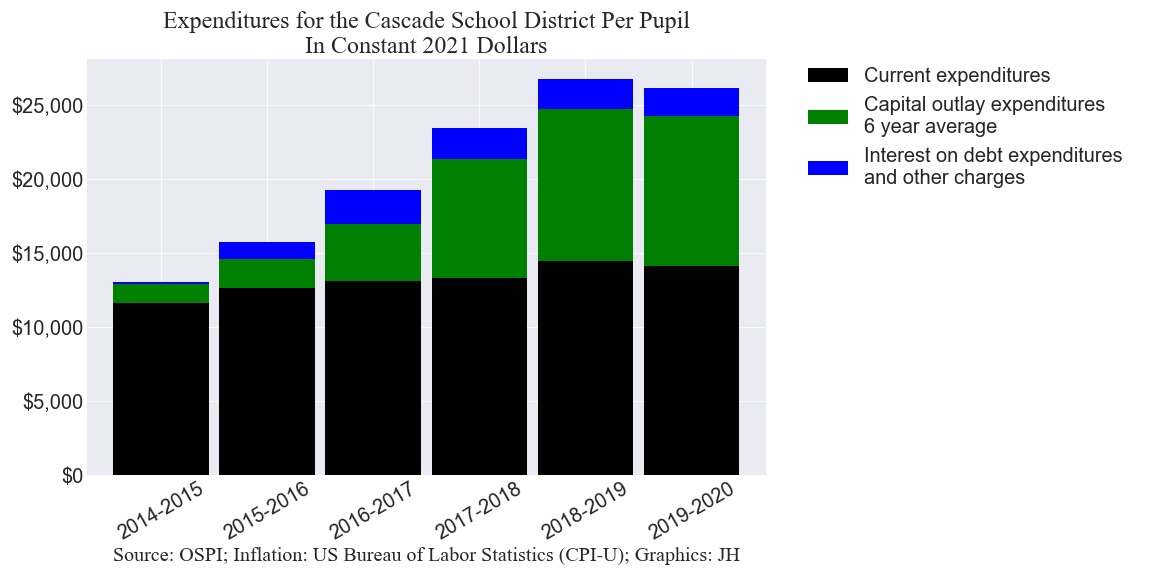 Expenditures for the Cascade School District Per Pupil
In Constant 2021 Dollars
Current expenditures
Capital outlay expenditures
6 year average
Interest on debt expenditures
and other charges
$25,000
$20,000
$15,000
$10,000
$5,000
$0
2014-2015
2015-2016
2016-2017
2017-2018
2018-2019
2019-2020
Source: OSPI; Inflation: US Bureau of Labor Statistics (CPI-U); Graphics: JH